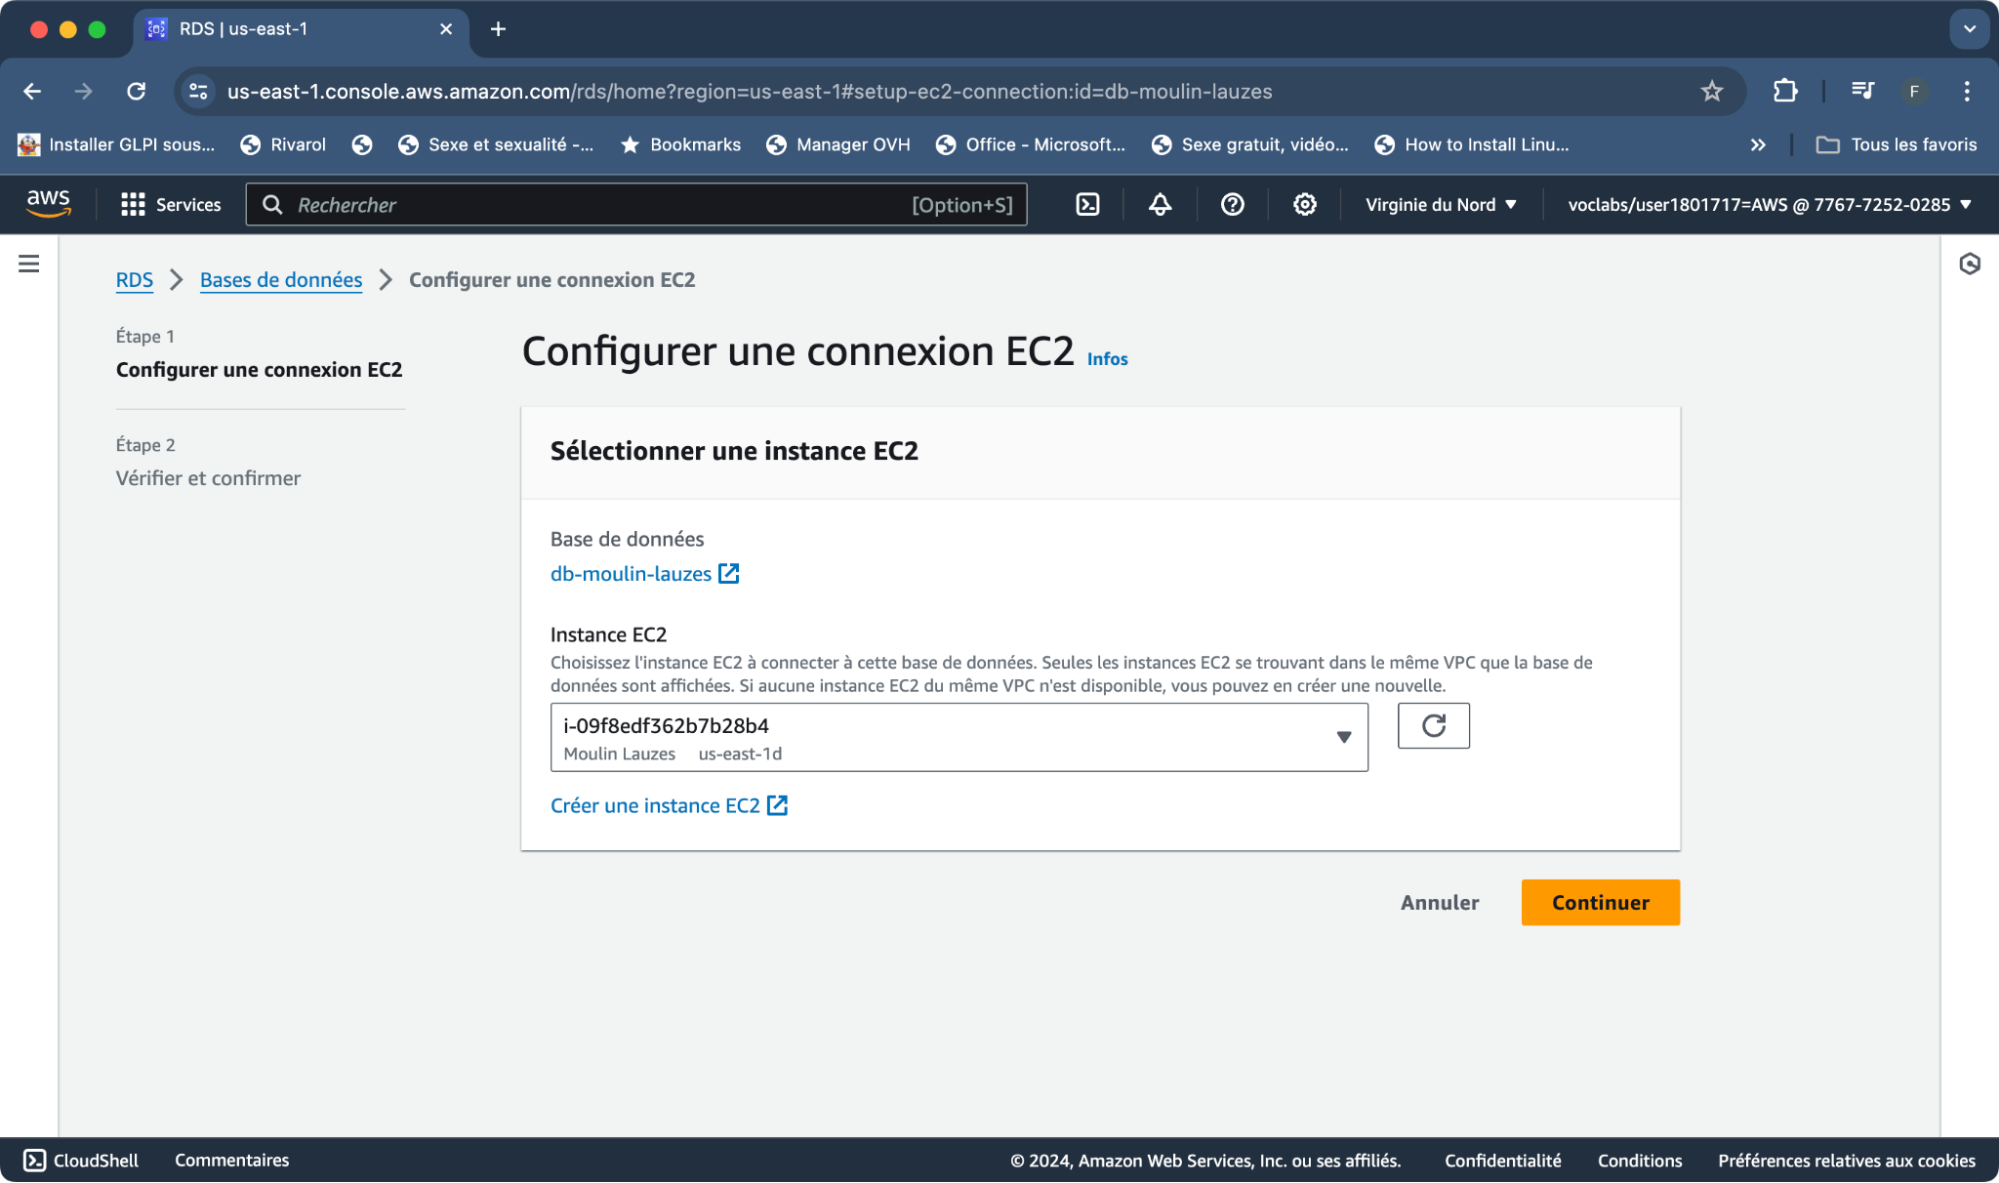 RDS | us-east-1
us-east-1.console.aws.amazon.com/rds/home?region=us-east-1#setup-ec2-connection:id=db-moulin-lauzes
F
Installer GLPI sous...
Rivarol
Sexe et sexualité -...
Bookmarks
Manager OVH
Office - Microsoft...
Sexe gratuit, vidéo...
How to Install Linu...
Tous les favoris
aws
Services
Rechercher
[Option+S]
Virginie du Nord
voclabs/user1801717=AWS @ 7767-7252-0285
RDS
Bases de données
Configurer une connexion EC2
Étape 1
Configurer une connexion EC2
Étape 2
Vérifier et confirmer
Configurer une connexion EC2 Infos
Sélectionner une instance EC2
Base de données
db-moulin-lauzes
Instance EC2
Choisissez l'instance EC2 à connecter à cette base de données. Seules les instances EC2 se trouvant dans le même VPC que la base de
données sont affichées. Si aucune instance EC2 du même VPC n'est disponible, vous pouvez en créer une nouvelle.
i-09f8edf362b7b28b4
Moulin Lauzes us-east-1d
Créer une instance EC2
Annuler
Continuer
CloudShell
Commentaires
© 2024, Amazon Web Services, Inc. ou ses affiliés.
Confidentialité
Conditions
Préférences relatives aux cookies